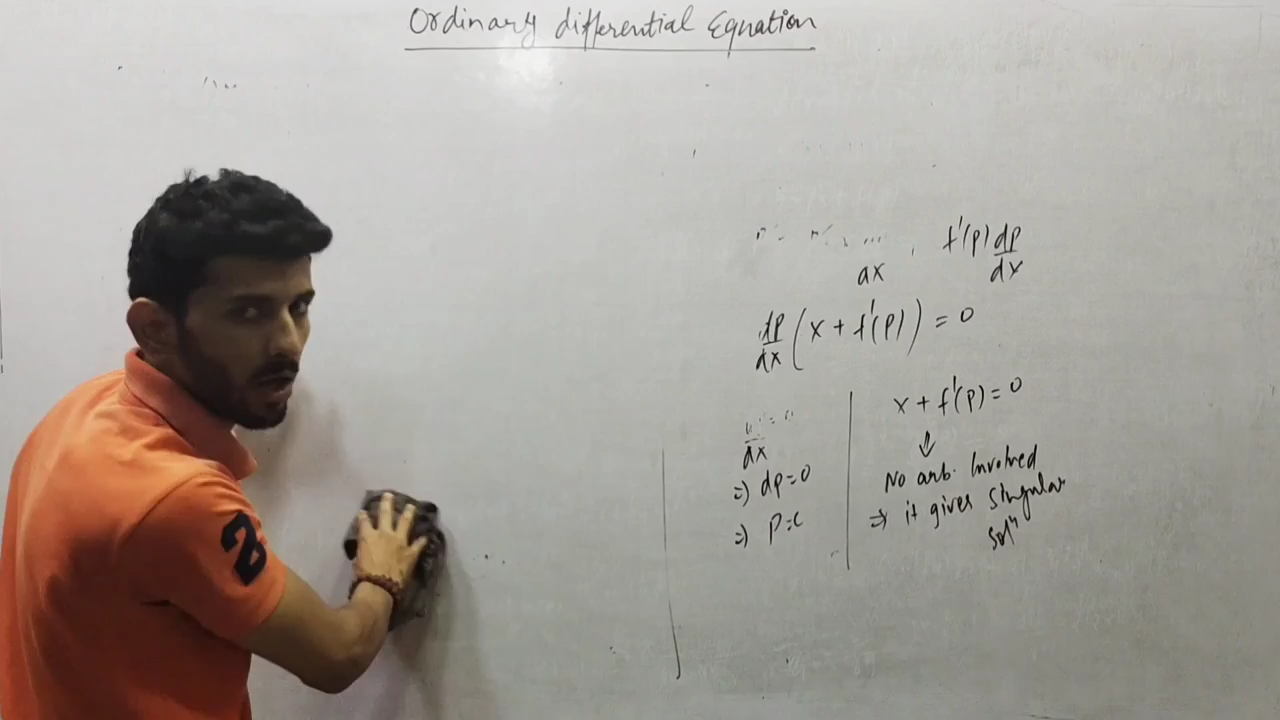 Ordinary differential Equation
f'(p) dp/dx
dx
dp/dx (x + f'(p)) = 0
x + f'(p) = 0
dx
⇓
=) dp=0
No arb. Involved
=) P=c
=) it gives Singular
Solⁿ
2